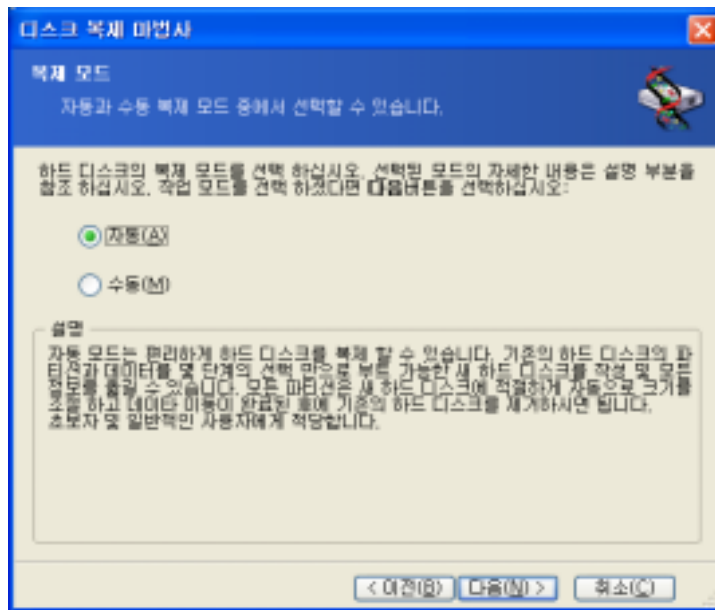 디스크 복제 마법사
복제 모드
자동과 수동 복제 모드 중에서 선택할 수 있습니다.
하드 디스크의 복제 모드를 선택 하십시오. 선택된 모드의 자세한 내용은 설명 부분을
참조 하십시오. 작업 모드를 선택 하셨다면 다음버튼을 선택하십시오:
자동(A)
수동(M)
설명
자동 모드는 편리하게 하드 디스크를 복제 할 수 있습니다. 기존의 하드 디스크의 파
티션과 데이터를 몇 단계의 선택 만으로 부트 가능한 새 하드 디스크를 작성 및 모든
정보를 옮길 수 있습니다. 모든 파티션은 새 하드 디스크에 적절하게 자동으로 크기를
조절 하고 데이타 이동이 완료된 후에 기존의 하드 디스크를 제거하시면 됩니다.
초보자 및 일반적인 사용자에게 적당합니다.
< 이전(B) 다음(N) > 취소(C)